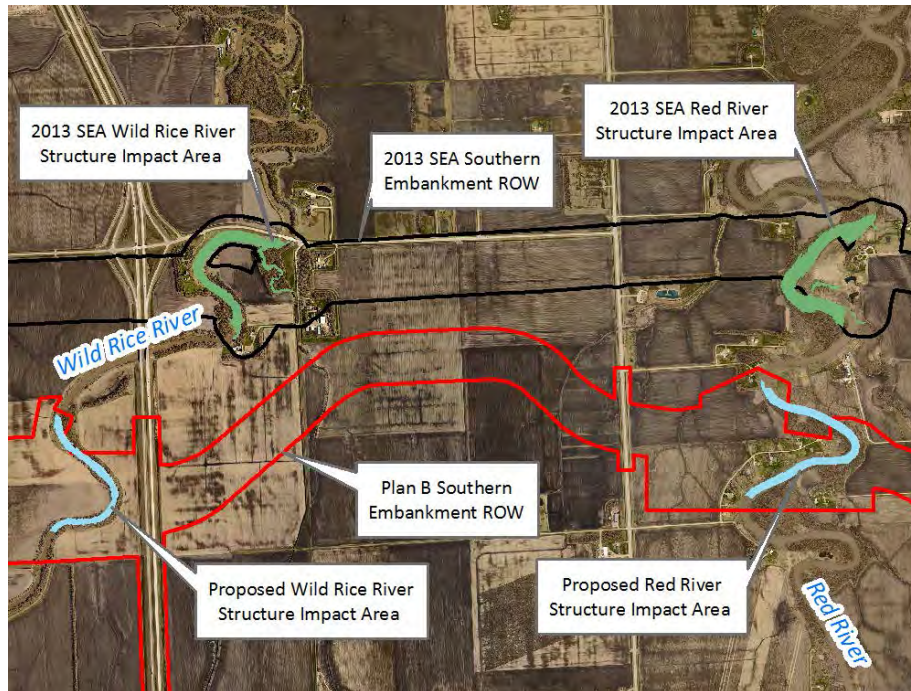 2013 SEA Wild Rice River
Structure Impact Area
2013 SEA Southern
Embankment ROW
2013 SEA Red River
Structure Impact Area
Wild Rice River
Plan B Southern
Embankment ROW
Proposed Wild Rice River
Structure Impact Area
Proposed Red River
Structure Impact Area
Red River